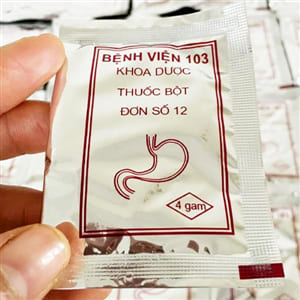 BỆNH VIỆN 103
KHOA DƯỢC
THUỐC BỘT
ĐƠN SỐ 12
4 gam